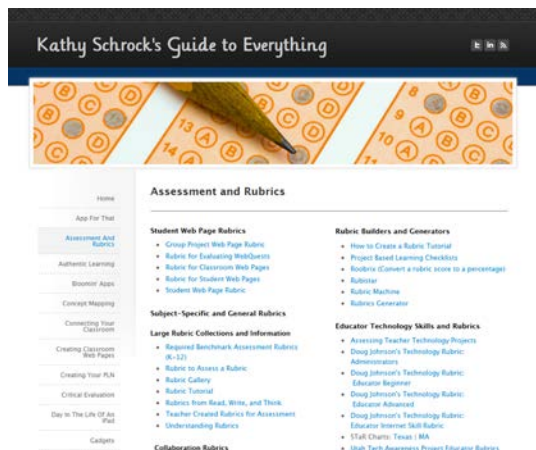 Kathy Schrock's Guide to Everything
Home
App For That
Assessment And
Rubrics
Authentic Learning
Bloomin' Apps
Concept Mapping
Connecting Your
Classroom
Creating Classroom
Web Pages
Creating Your PLN
Critical Evaluation
Day In The Life Of An
iPad
Gadgets
Assessment and Rubrics
Student Web Page Rubrics
Group Project Web Page Rubric
Rubric for Evaluating WebQuests
Rubric for Classroom Web Pages
Rubric for Student Web Pages
Student Web Page Rubric
Subject-Specific and General Rubrics
Large Rubric Collections and Information
Required Benchmark Assessment Rubrics
(K-12)
Rubric to Assess a Rubric
Rubric Gallery
Rubric Tutorial
Rubrics from Read, Write, and Think
Teacher Created Rubrics for Assessment
Understanding Rubrics
Collaboration Rubrics
Rubric Builders and Generators
How to Create a Rubric Tutorial
Project Based Learning Checklists
Roobrix (Convert a rubric score to a percentage)
Rubistar
Rubric Machine
Rubrics Generator
Educator Technology Skills and Rubrics
Assessing Teacher Technology Projects
Doug Johnson's Technology Rubric:
Administrators
Doug Johnson's Technology Rubric:
Educator Beginner
Doug Johnson's Technology Rubric:
Educator Advanced
Doug Johnson's Technology Rubric:
Educator Internet Skill Rubric
STaR Charts: Texas | MA
Utah Tech Awareness Project Educator Rubrics